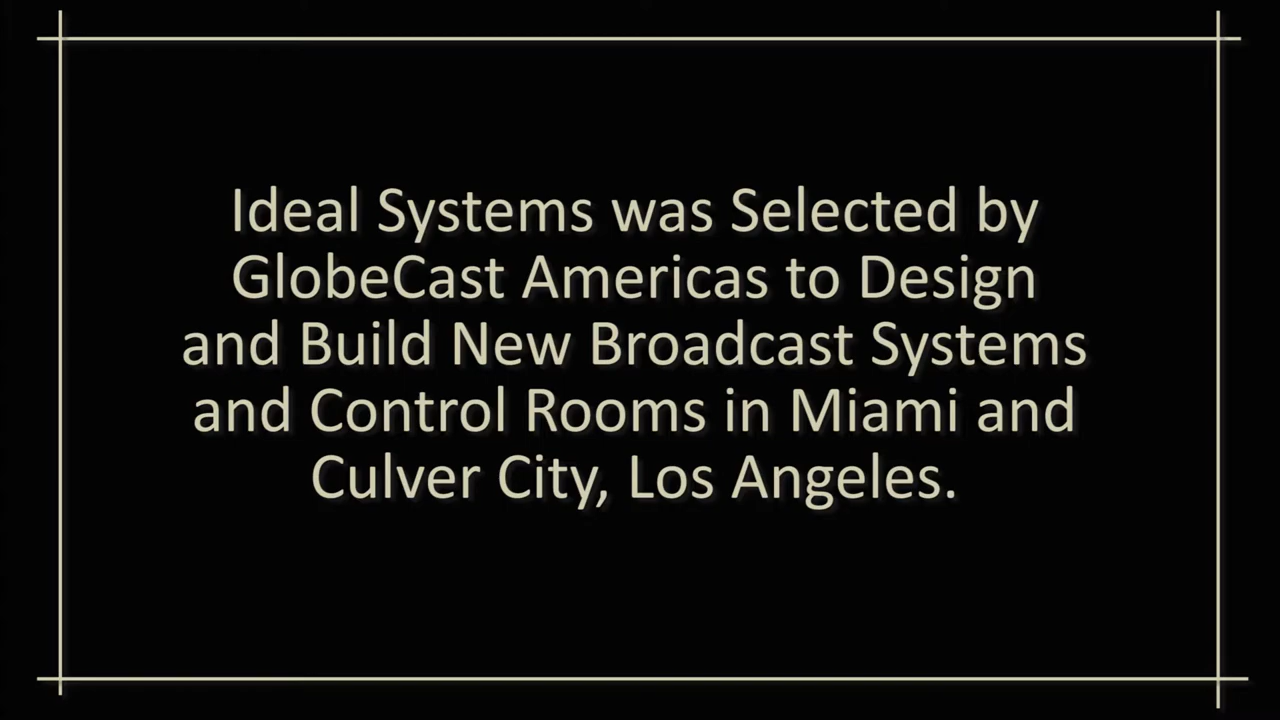 Ideal Systems was Selected by
GlobeCast Americas to Design
and Build New Broadcast Systems
and Control Rooms in Miami and
Culver City, Los Angeles.